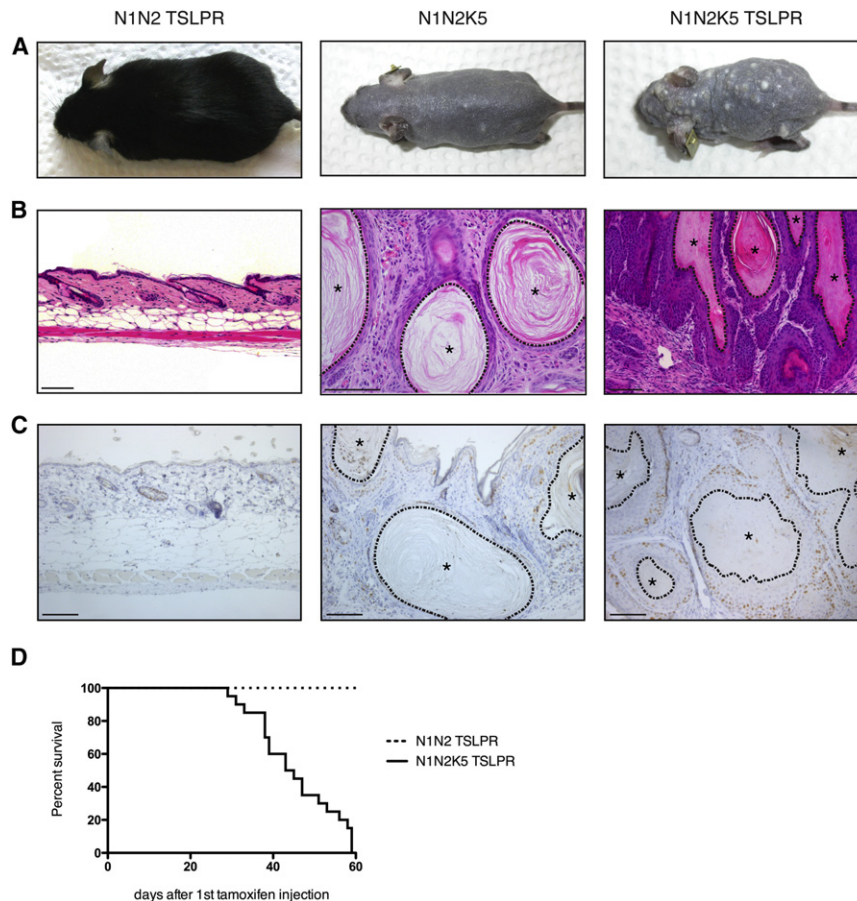 N1N2 TSLPR N1N2K5 N1N2K5 TSLPR
A
B
* * * * * * *
C
* * * * * * *
D
100
80
60
40
20
0
Percent survival
0 20 40 60
days after 1st tamoxifen injection
N1N2 TSLPR
N1N2K5 TSLPR